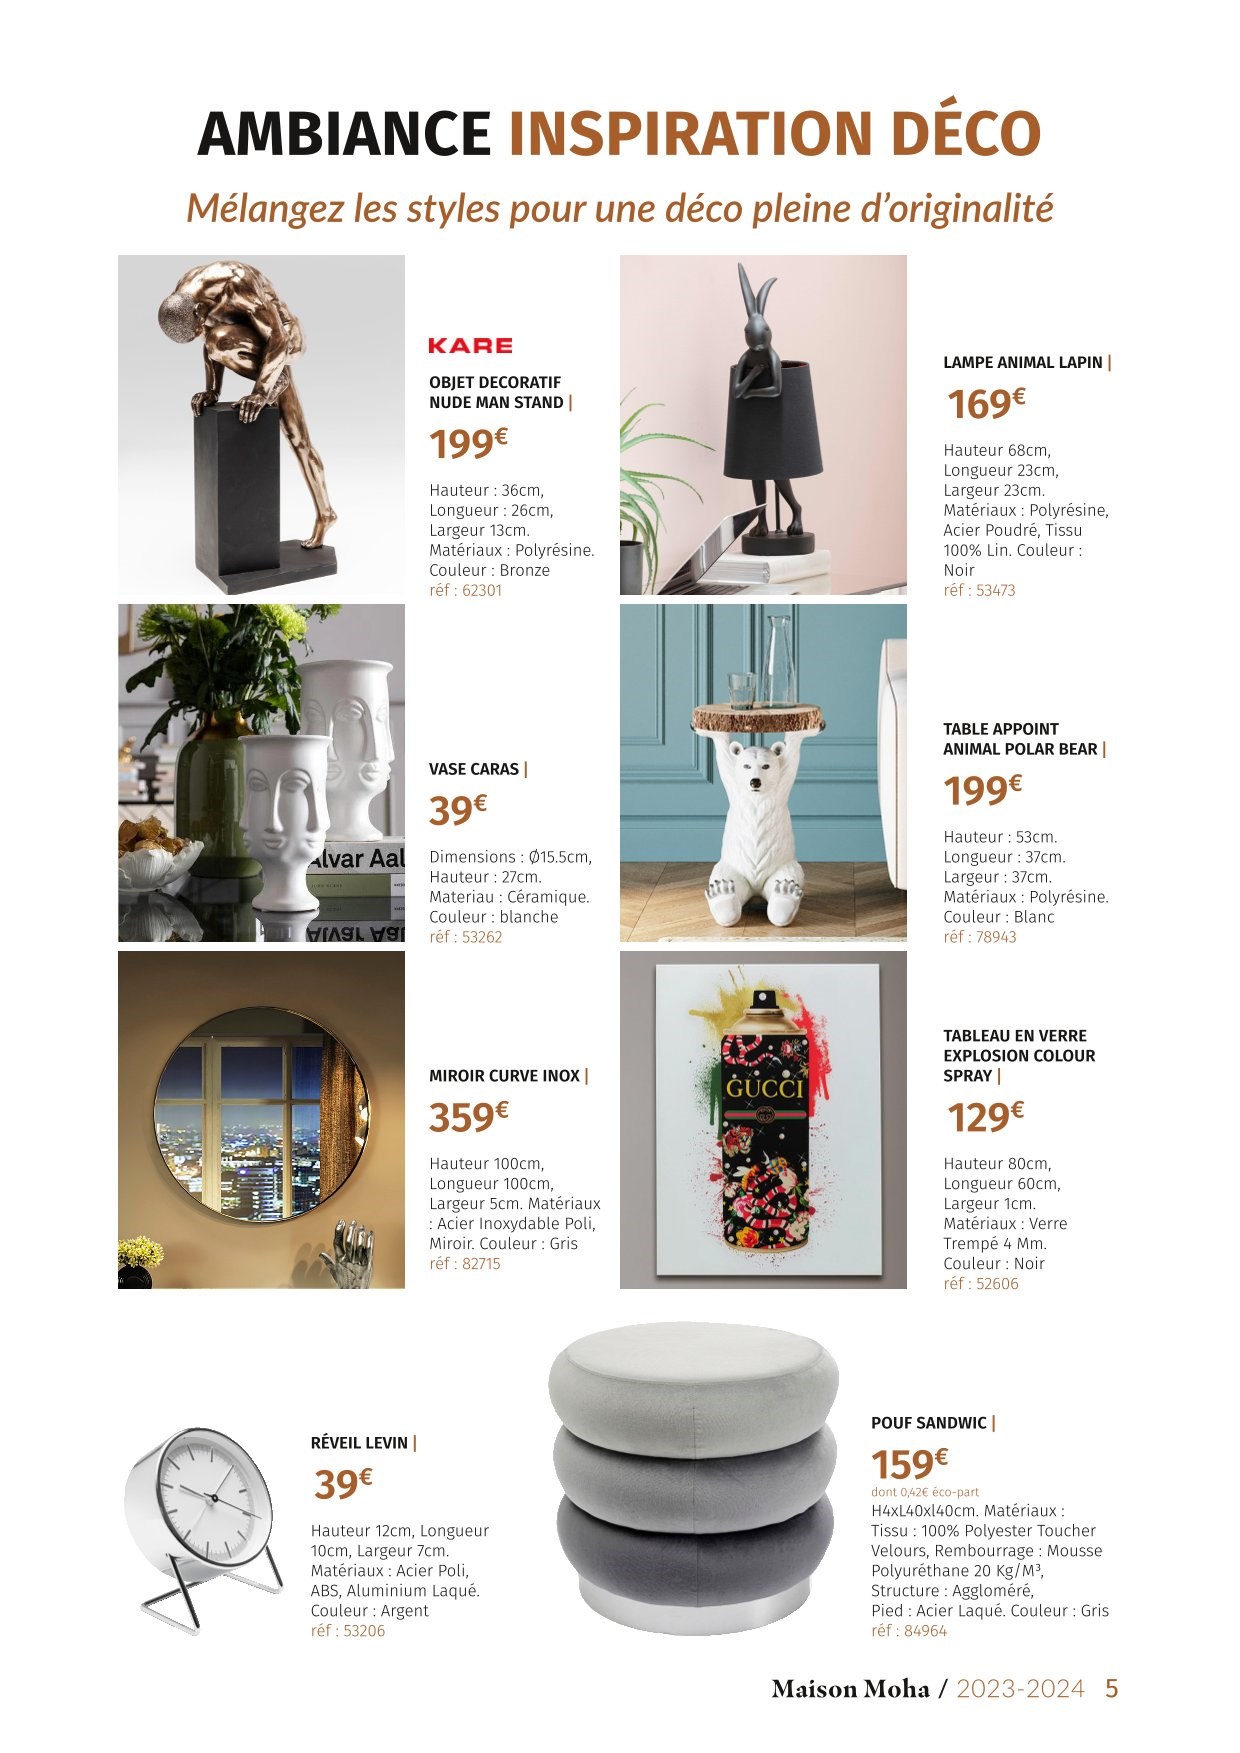 AMBIANCE INSPIRATION DÉCO
Mélangez les styles pour une déco pleine d'originalité
KARE
OBJET DECORATIF
NUDE MAN STAND |
199€
Hauteur : 36cm,
Longueur : 26cm,
Largeur 13cm.
Matériaux : Polyrésine.
Couleur : Bronze
réf : 62301
LAMPE ANIMAL LAPIN |
169€
Hauteur 68cm,
Longueur 23cm,
Largeur 23cm.
Matériaux : Polyrésine,
Acier Poudré, Tissu
100% Lin. Couleur :
Noir
réf : 53473
Alvar Aal
Alvar Aal
VASE CARAS |
39€
Dimensions : Ø15.5cm,
Hauteur : 27cm.
Materiau : Céramique.
Couleur : blanche
réf : 53262
TABLE APPOINT
ANIMAL POLAR BEAR |
199€
Hauteur : 53cm.
Longueur : 37cm.
Largeur : 37cm.
Matériaux : Polyrésine.
Couleur : Blanc
réf : 78943
MIROIR CURVE INOX |
359€
Hauteur 100cm,
Longueur 100cm,
Largeur 5cm. Matériaux
: Acier Inoxydable Poli,
Miroir. Couleur : Gris
réf : 82715
GUCCI
TABLEAU EN VERRE
EXPLOSION COLOUR
SPRAY |
129€
Hauteur 80cm,
Longueur 60cm,
Largeur 1cm.
Matériaux : Verre
Trempé 4 Mm.
Couleur : Noir
réf : 52606
RÉVEIL LEVIN |
39€
Hauteur 12cm, Longueur
10cm, Largeur 7cm.
Matériaux : Acier Poli,
ABS, Aluminium Laqué.
Couleur : Argent
réf : 53206
POUF SANDWIC |
159€
dont 0,42€ éco-part
H4xL40xl40cm. Matériaux :
Tissu : 100% Polyester Toucher
Velours, Rembourrage : Mousse
Polyuréthane 20 Kg/M³,
Structure : Aggloméré,
Pied : Acier Laqué. Couleur : Gris
réf : 84964
Maison Moha / 2023-2024 5